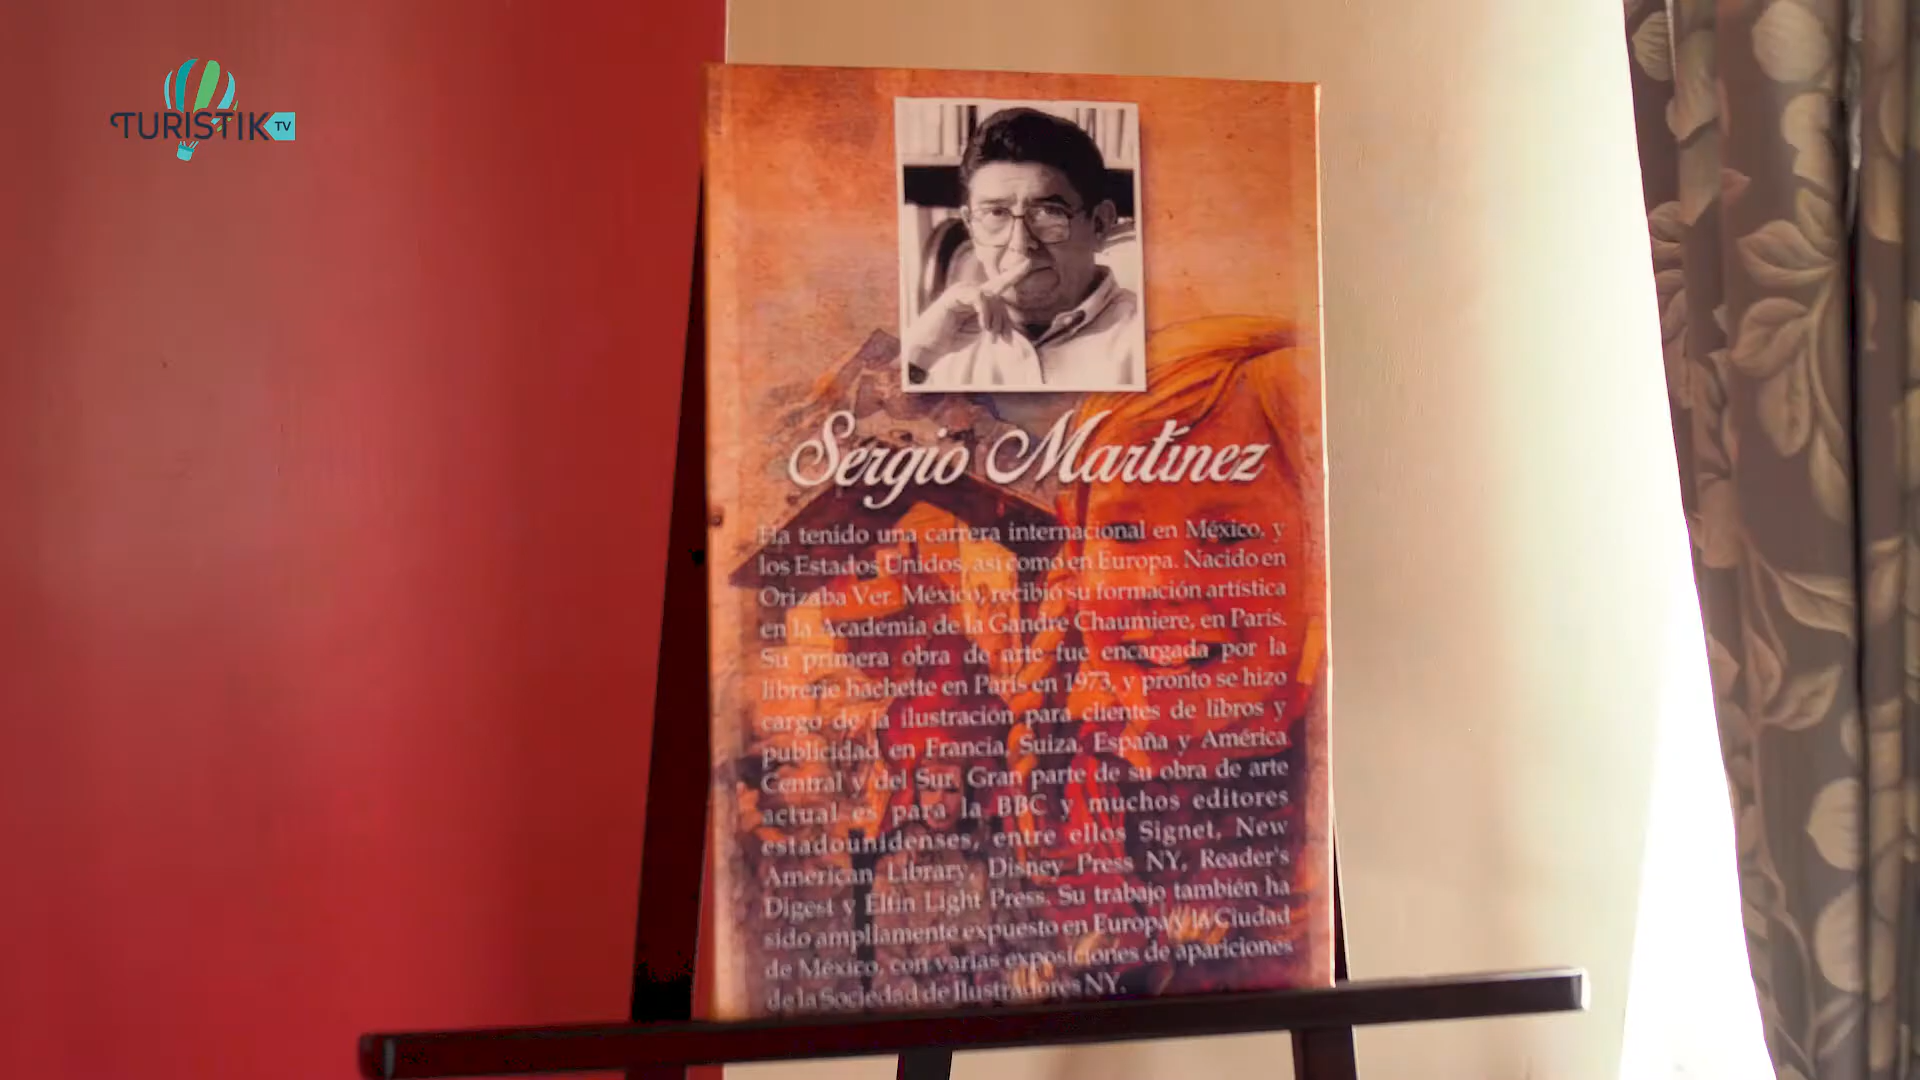 TURISTIK TV
Sergio Martinez
Ha tenido una carrera internacional en México, y
los Estados Unidos, asi como en Europa. Nacido en
Orizaba Ver. México, recibió su formación artística
en la Academia de la Gandre Chaumiere, en París.
Su primera obra de arte fue encargada por la
librerie hachette en París en 1973, y pronto se hizo
cargo de la ilustración para clientes de libros y
publicidad en Francia, Suiza, España y América
Central y del Sur. Gran parte de su obra de arte
actual es para la BBC y muchos editores
estadounidenses, entre ellos Signet, New
American Library, Disney Press NY, Reader's
Digest y Elfin Light Press. Su trabajo también ha
sido ampliamente expuesto en Europa y la Ciudad
de México, con varias exposiciones de apariciones
de la Sociedad de Ilustradores NY.